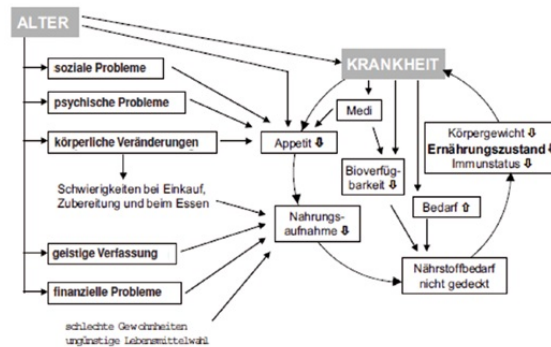 ALTER
KRANKHEIT
soziale Probleme
psychische Probleme
körperliche Veränderungen
Schwierigkeiten bei Einkauf,
Zubereitung und beim Essen
geistige Verfassung
finanzielle Probleme
schlechte Gewohnheiten
ungünstige Lebensmittelwahl
Appetit ⇩
Medi
Bioverfüg-
barkeit ⇩
Nahrungs-
aufnahme ⇩
Bedarf ⇧
Nährstoffbedarf
nicht gedeckt
Körpergewicht ⇩
Ernährungszustand ⇩
Immunstatus ⇩